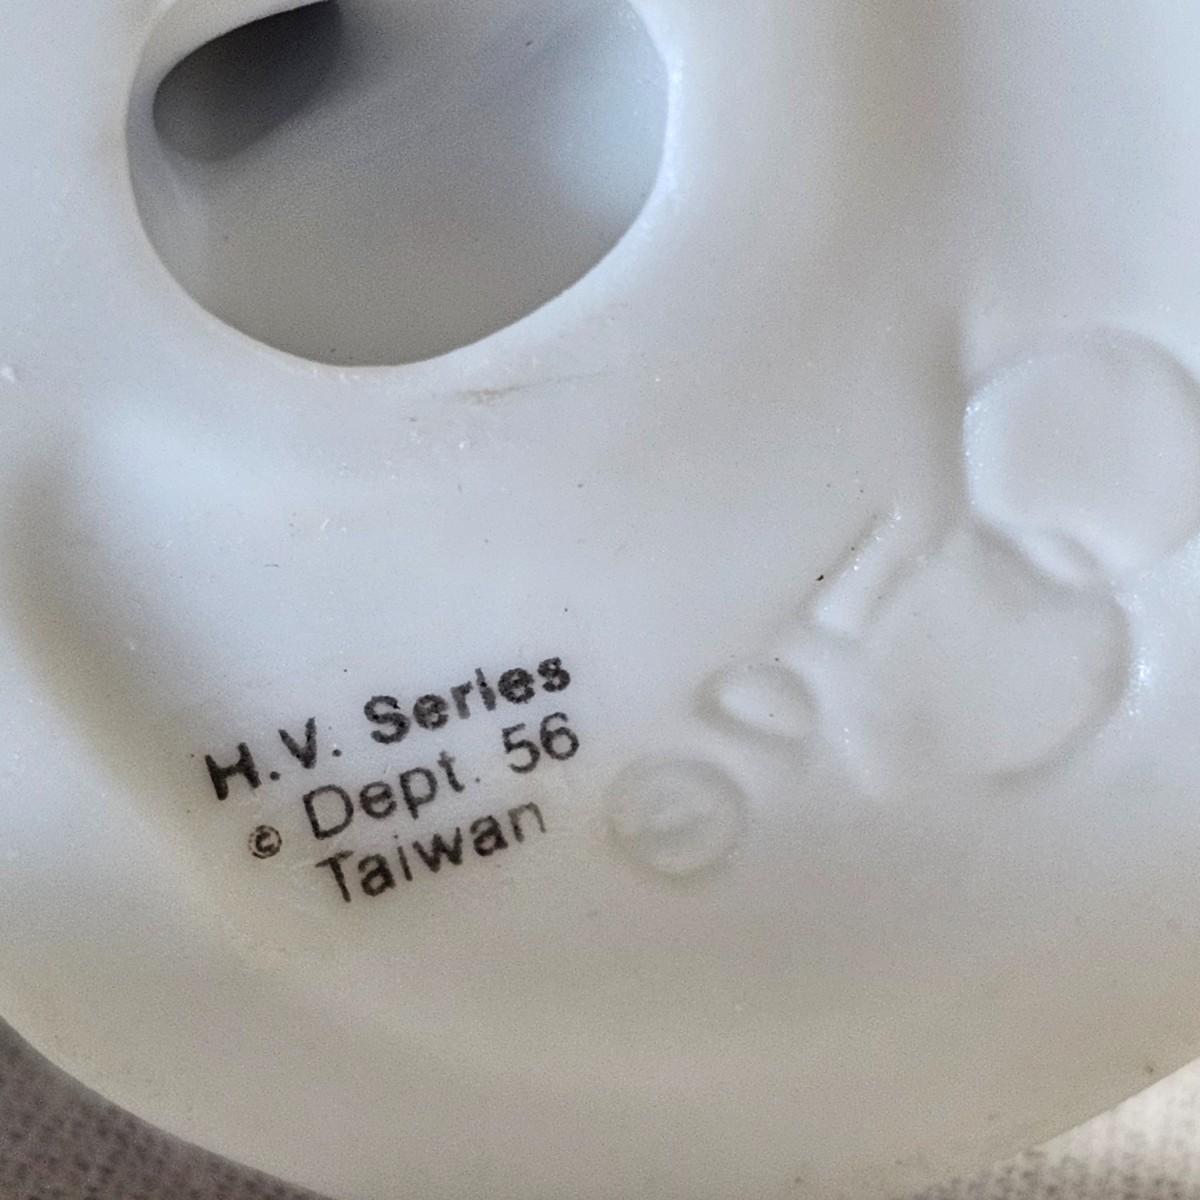 H.V. Series
© Dept. 56
Taiwan